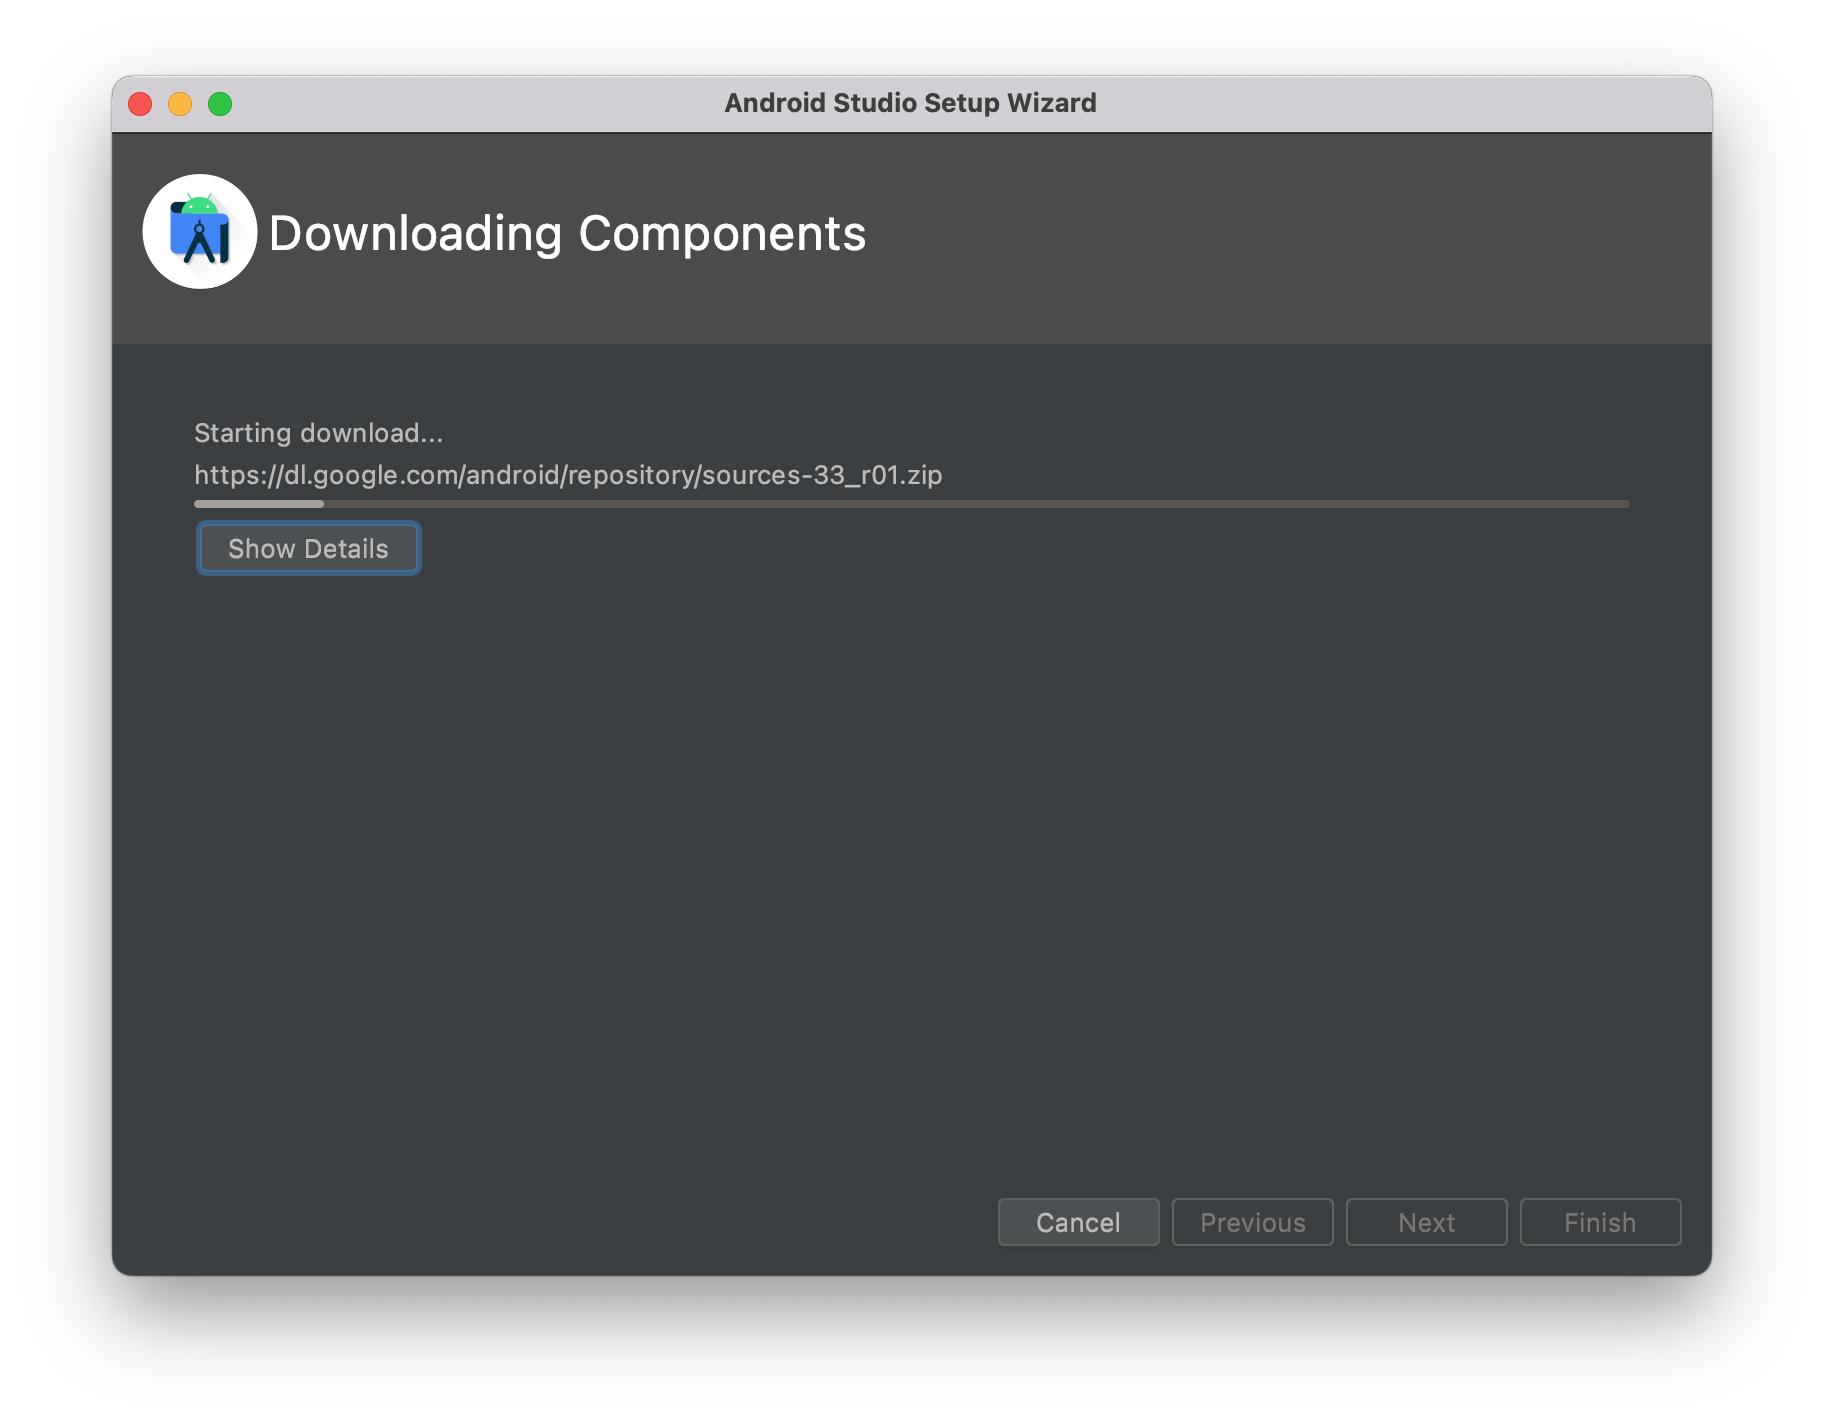 Android Studio Setup Wizard
Downloading Components
Starting download...
https://dl.google.com/android/repository/sources-33_r01.zip
Show Details
Cancel Previous Next Finish